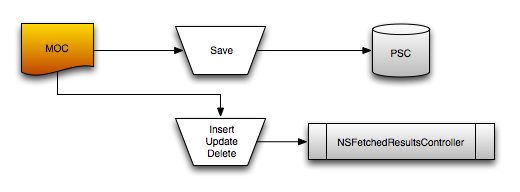 MOC
Save
PSC
Insert
Update
Delete
NSFetchedResultsController